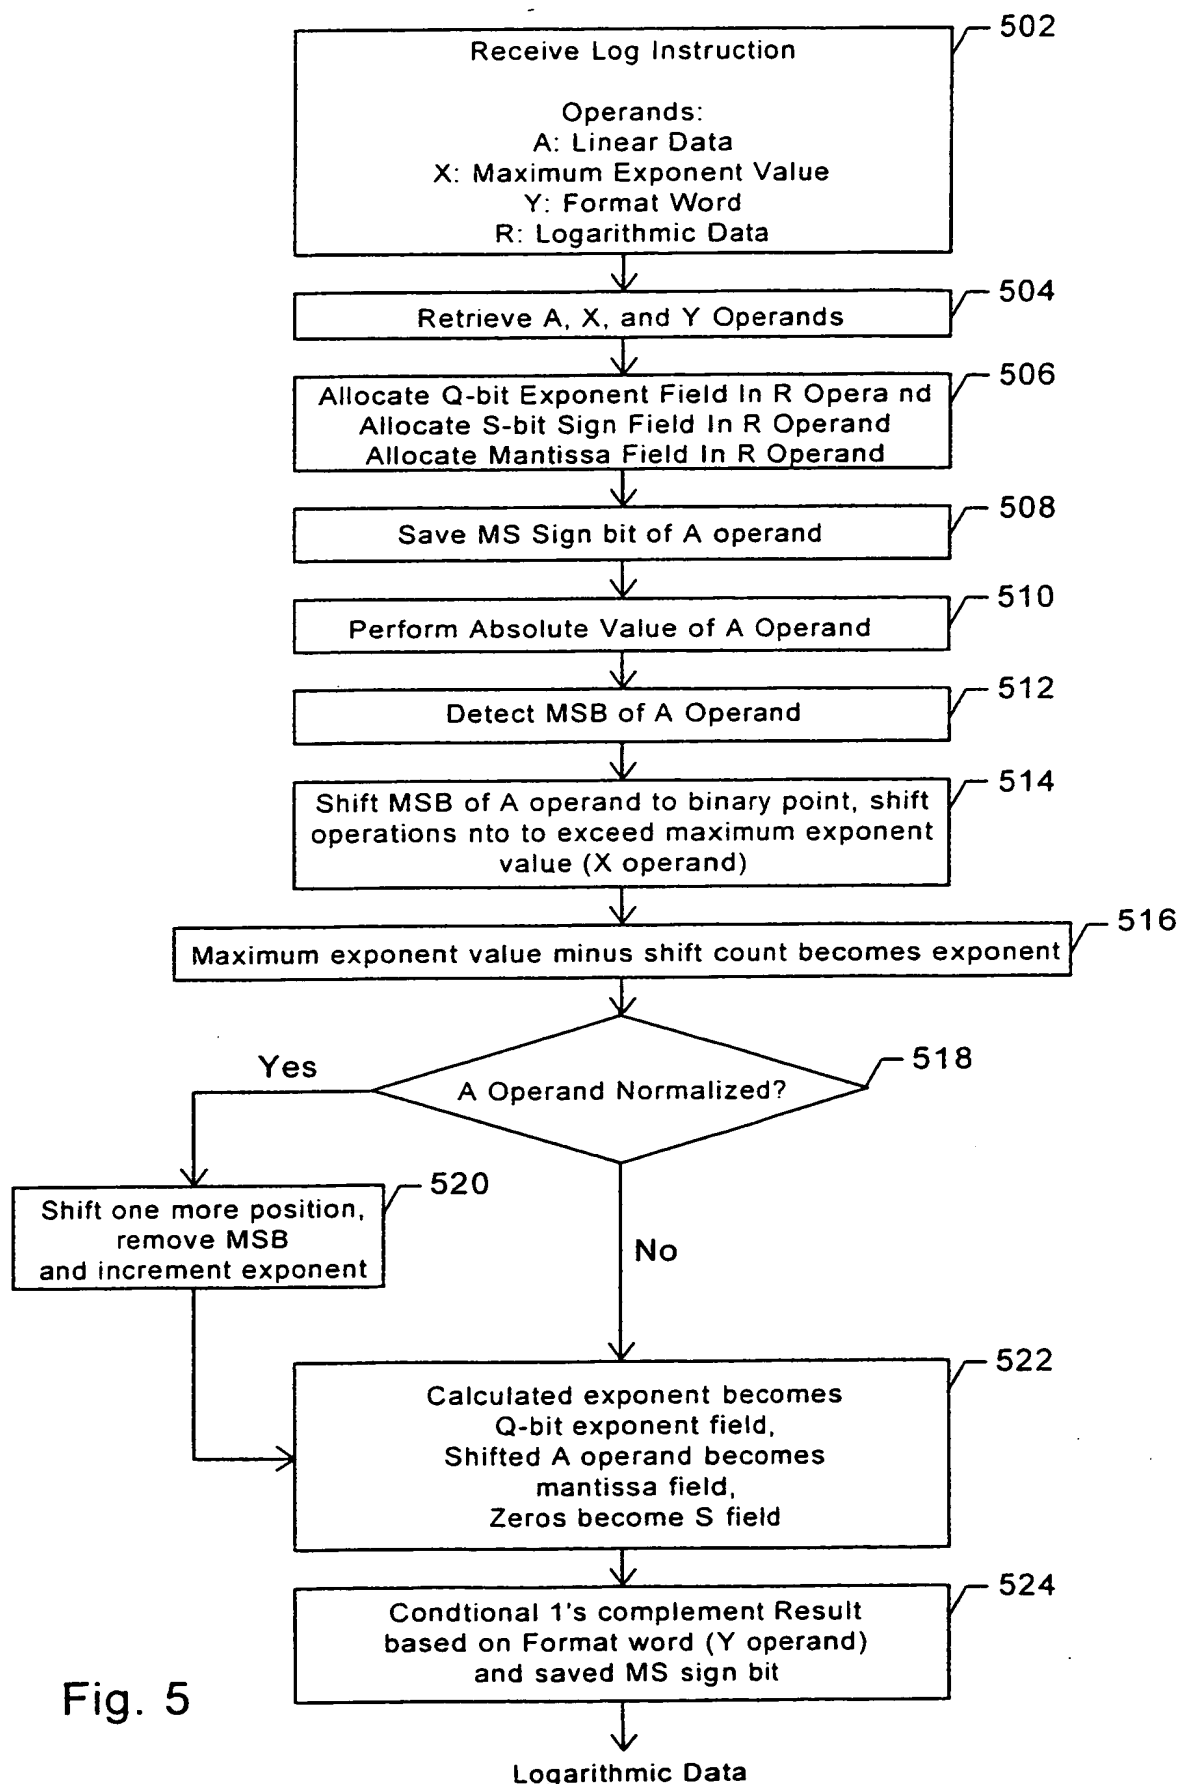 502
Receive Log Instruction
Operands:
A: Linear Data
X: Maximum Exponent Value
Y: Format Word
R: Logarithmic Data
504
Retrieve A, X, and Y Operands
506
Allocate Q-bit Exponent Field In R Opera nd
Allocate S-bit Sign Field In R Operand
Allocate Mantissa Field In R Operand
508
Save MS Sign bit of A operand
510
Perform Absolute Value of A Operand
512
Detect MSB of A Operand
514
Shift MSB of A operand to binary point, shift
operations nto to exceed maximum exponent
value (X operand)
516
Maximum exponent value minus shift count becomes exponent
518
A Operand Normalized?
Yes
520
Shift one more position,
remove MSB
and increment exponent
No
522
Calculated exponent becomes
Q-bit exponent field,
Shifted A operand becomes
mantissa field,
Zeros become S field
524
Condtional 1's complement Result
based on Format word (Y operand)
and saved MS sign bit
Fig. 5
Logarithmic Data